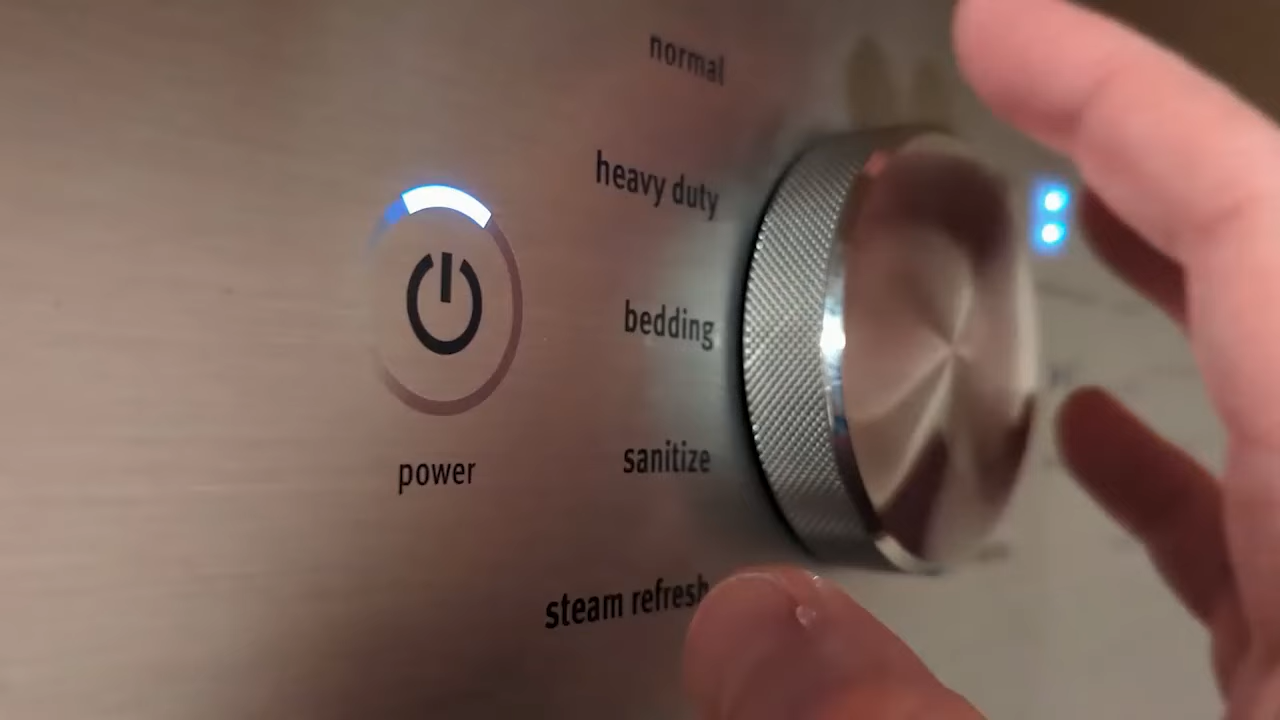 normal
heavy duty
bedding
sanitize
power
steam refresh